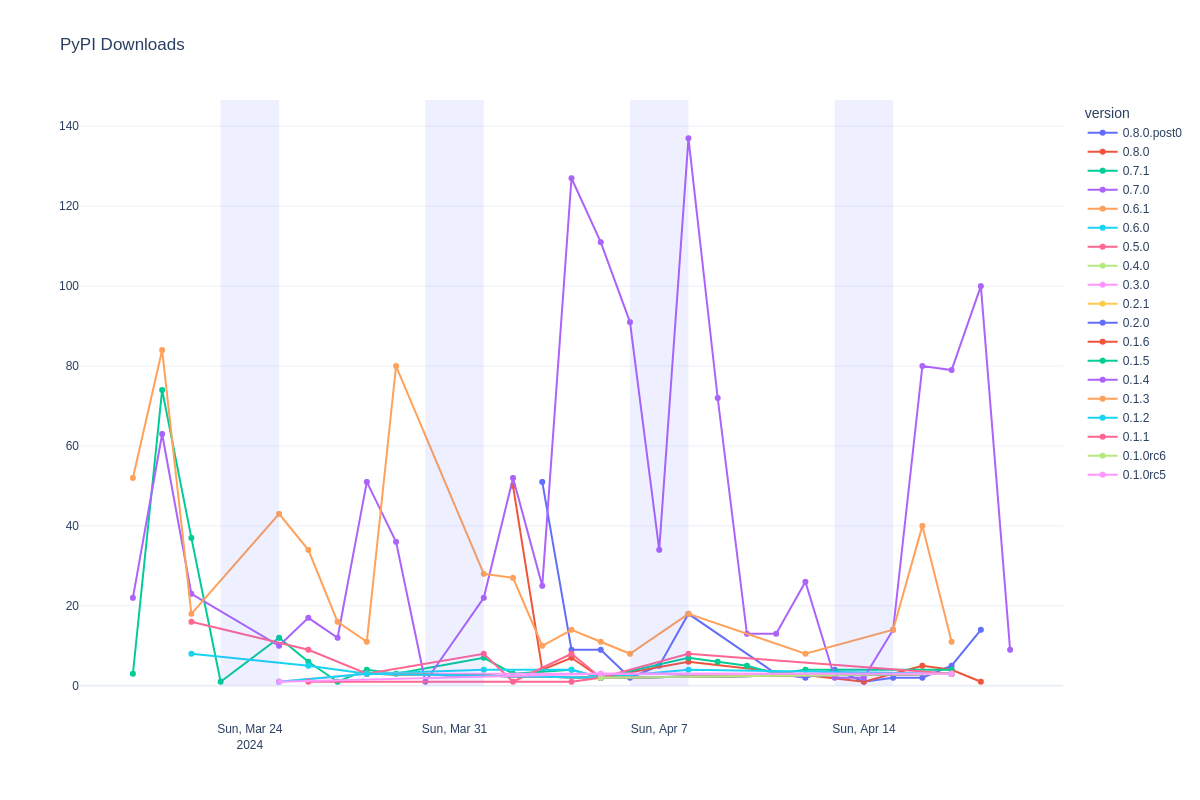 PyPI Downloads
140
120
100
80
60
40
20
0
Sun, Mar 24
2024
Sun, Mar 31
Sun, Apr 7
Sun, Apr 14
version
0.8.0.post0
0.8.0
0.7.1
0.7.0
0.6.1
0.6.0
0.5.0
0.4.0
0.3.0
0.2.1
0.2.0
0.1.6
0.1.5
0.1.4
0.1.3
0.1.2
0.1.1
0.1.0rc6
0.1.0rc5